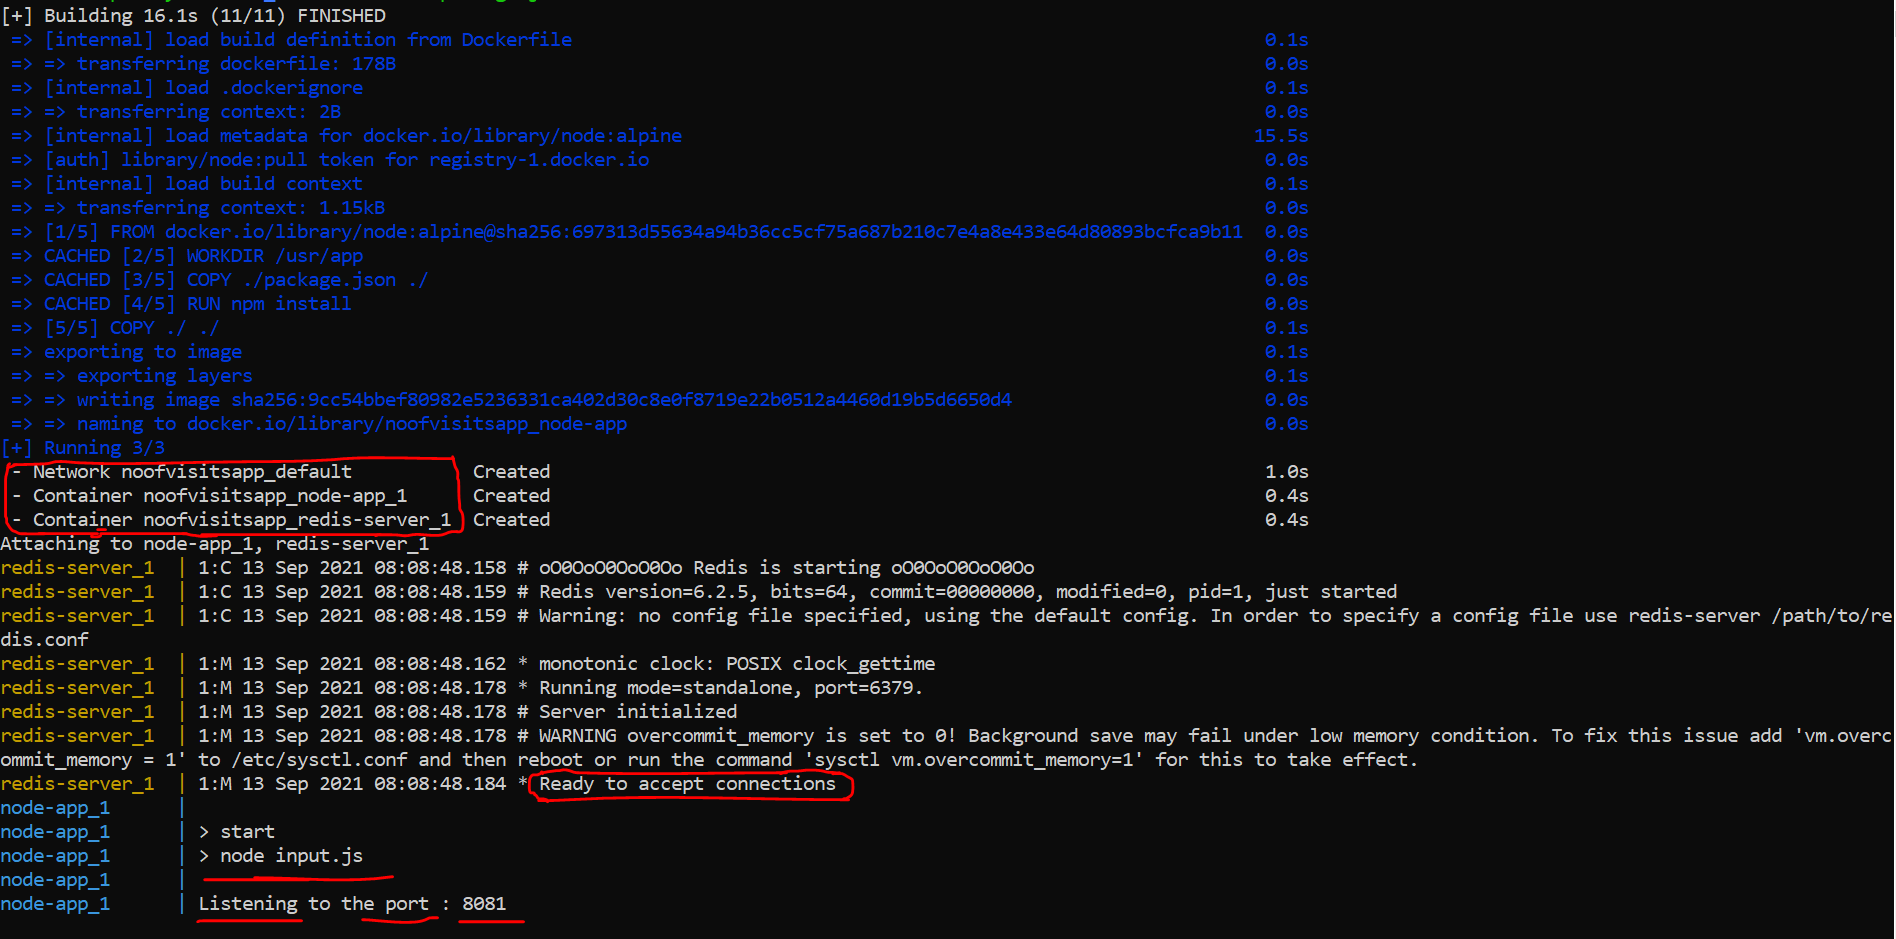 [+] Building 16.1s (11/11) FINISHED
=> [internal] load build definition from Dockerfile 0.1s
=> => transferring dockerfile: 178B 0.0s
=> [internal] load .dockerignore 0.1s
=> => transferring context: 2B 0.0s
=> [internal] load metadata for docker.io/library/node:alpine 15.5s
=> [auth] library/node:pull token for registry-1.docker.io 0.0s
=> [internal] load build context 0.1s
=> => transferring context: 1.15kB 0.0s
=> [1/5] FROM docker.io/library/node:alpine@sha256:697313d55634a94b36cc5cf75a687b210c7e4a8e433e64d80893bcfca9b11 0.0s
=> CACHED [2/5] WORKDIR /usr/app 0.0s
=> CACHED [3/5] COPY ./package.json ./ 0.0s
=> CACHED [4/5] RUN npm install 0.0s
=> [5/5] COPY ./ ./ 0.1s
=> exporting to image 0.1s
=> => exporting layers 0.1s
=> => writing image sha256:9cc54bbef80982e5236331ca402d30c8e0f8719e22b0512a4460d19b5d6650d4 0.0s
=> => naming to docker.io/library/noofvisitsapp_node-app 0.0s
[+] Running 3/3
- Network noofvisitsapp_default Created 1.0s
- Container noofvisitsapp_node-app_1 Created 0.4s
- Container noofvisitsapp_redis-server_1 Created 0.4s
Attaching to node-app_1, redis-server_1
redis-server_1 | 1:C 13 Sep 2021 08:08:48.158 # oO0OoO0OoO0Oo Redis is starting oO0OoO0OoO0Oo
redis-server_1 | 1:C 13 Sep 2021 08:08:48.159 # Redis version=6.2.5, bits=64, commit=00000000, modified=0, pid=1, just started
redis-server_1 | 1:C 13 Sep 2021 08:08:48.159 # Warning: no config file specified, using the default config. In order to specify a config file use redis-server /path/to/re
dis.conf
redis-server_1 | 1:M 13 Sep 2021 08:08:48.162 * monotonic clock: POSIX clock_gettime
redis-server_1 | 1:M 13 Sep 2021 08:08:48.178 * Running mode=standalone, port=6379.
redis-server_1 | 1:M 13 Sep 2021 08:08:48.178 # Server initialized
redis-server_1 | 1:M 13 Sep 2021 08:08:48.178 # WARNING overcommit_memory is set to 0! Background save may fail under low memory condition. To fix this issue add 'vm.overc
ommit_memory = 1' to /etc/sysctl.conf and then reboot or run the command 'sysctl vm.overcommit_memory=1' for this to take effect.
redis-server_1 | 1:M 13 Sep 2021 08:08:48.184 * Ready to accept connections
node-app_1 |
node-app_1 | > start
node-app_1 | > node input.js
node-app_1 |
node-app_1 | Listening to the port : 8081